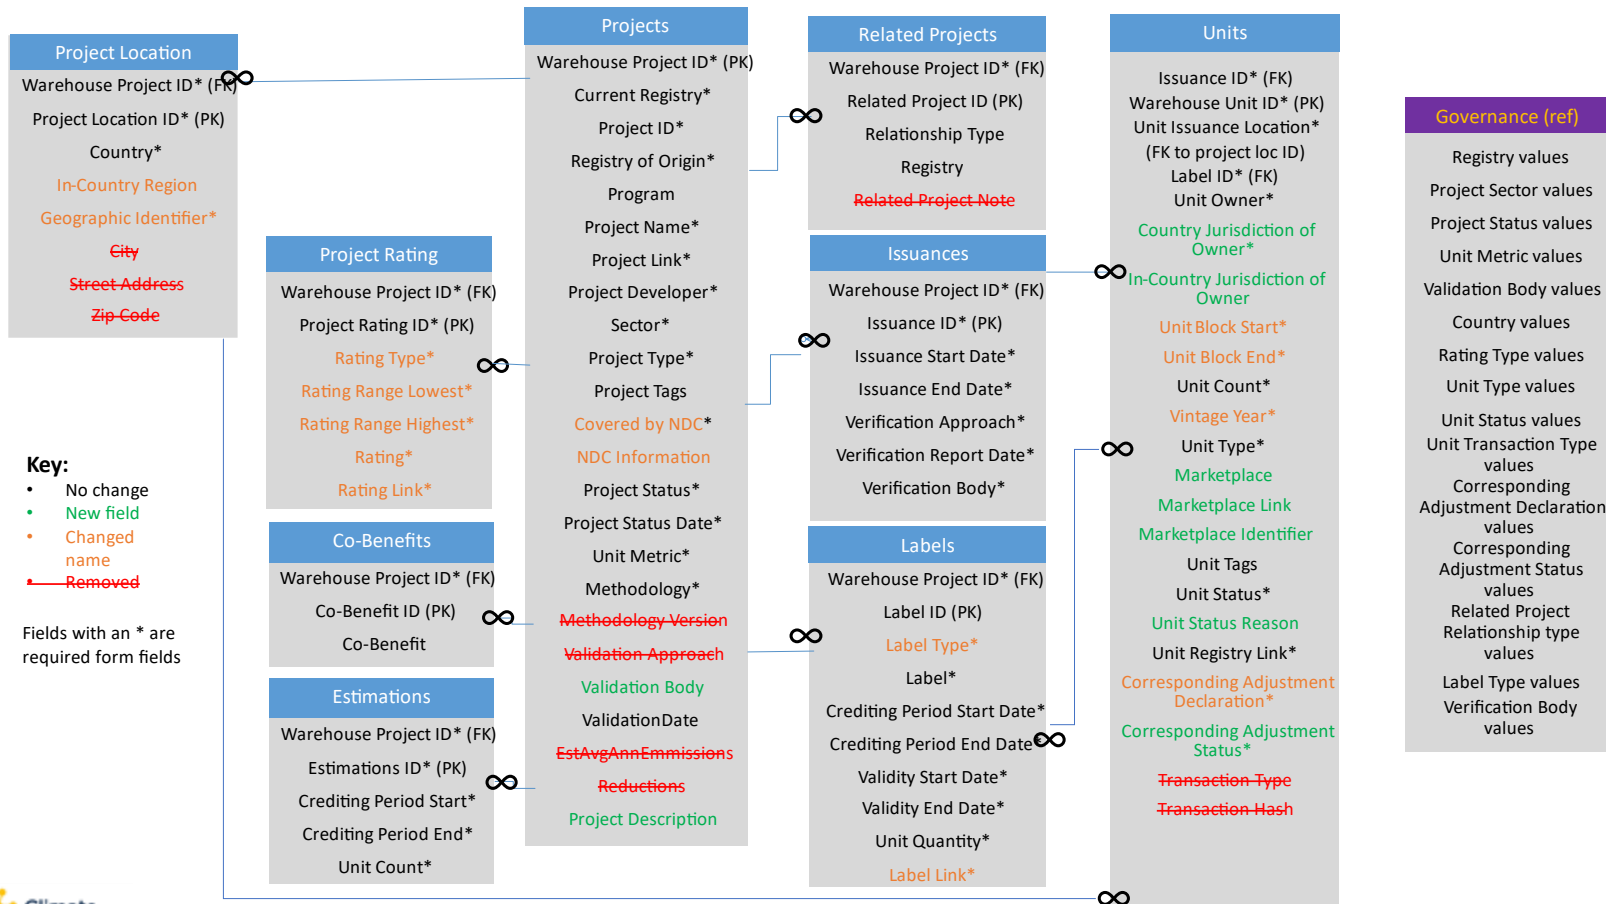 Project Location
Warehouse Project ID* (FK)
Project Location ID* (PK)
Country*
In-Country Region
Geographic Identifier*
City
Street Address
Zip Code
Key:
• No change
• New field
• Changed
name
• Removed
Fields with an * are
required form fields
Project Rating
Warehouse Project ID* (FK)
Project Rating ID* (PK)
Rating Type*
Rating Range Lowest*
Rating Range Highest*
Rating*
Rating Link*
Co-Benefits
Warehouse Project ID* (FK)
Co-Benefit ID (PK)
Co-Benefit
Estimations
Warehouse Project ID* (FK)
Estimations ID* (PK)
Crediting Period Start*
Crediting Period End*
Unit Count*
Projects
Warehouse Project ID* (PK)
Current Registry*
Project ID*
Registry of Origin*
Program
Project Name*
Project Link*
Project Developer*
Sector*
Project Type*
Project Tags
Covered by NDC*
NDC Information
Project Status*
Project Status Date*
Unit Metric*
Methodology*
Methodology Version
Validation Approach
Validation Body
ValidationDate
EstAvgAnnEmmissions
Reductions
Project Description
Related Projects
Warehouse Project ID* (FK)
Related Project ID (PK)
Relationship Type
Registry
Related Project Note
Issuances
Warehouse Project ID* (FK)
Issuance ID* (PK)
Issuance Start Date*
Issuance End Date*
Verification Approach*
Verification Report Date*
Verification Body*
Labels
Warehouse Project ID* (FK)
Label ID (PK)
Label Type*
Label*
Crediting Period Start Date*
Crediting Period End Date*
Validity Start Date*
Validity End Date*
Unit Quantity*
Label Link*
Units
Issuance ID* (FK)
Warehouse Unit ID* (PK)
Unit Issuance Location*
(FK to project loc ID)
Label ID* (FK)
Unit Owner*
Country Jurisdiction of
Owner*
In-Country Jurisdiction of
Owner
Unit Block Start*
Unit Block End*
Unit Count*
Vintage Year*
Unit Type*
Marketplace
Marketplace Link
Marketplace Identifier
Unit Tags
Unit Status*
Unit Status Reason
Unit Registry Link*
Corresponding Adjustment
Declaration*
Corresponding Adjustment
Status*
Transaction Type
Transaction Hash
Governance (ref)
Registry values
Project Sector values
Project Status values
Unit Metric values
Validation Body values
Country values
Rating Type values
Unit Type values
Unit Status values
Unit Transaction Type
values
Corresponding
Adjustment Declaration
values
Corresponding
Adjustment Status
values
Related Project
Relationship type
values
Label Type values
Verification Body
values
Climate